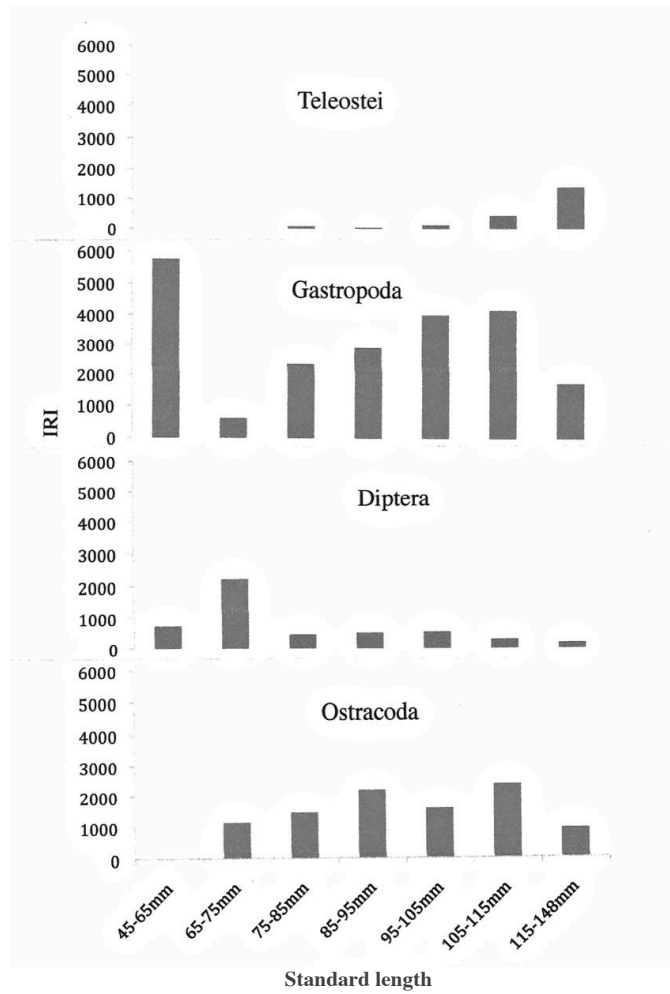 6000
5000
4000
3000
2000
1000
0
Teleostei
6000
5000
4000
3000
2000
1000
0
Gastropoda
IRI
6000
5000
4000
3000
2000
1000
0
Diptera
6000
5000
4000
3000
2000
1000
0
Ostracoda
45-65mm
65-75mm
75-85mm
85-95mm
95-105mm
105-115mm
115-148mm
Standard length